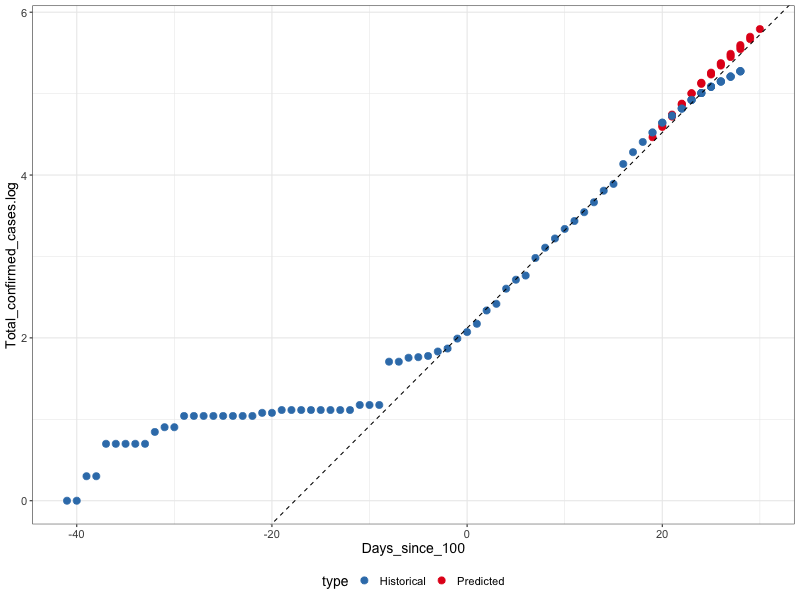 6
4
2
0
Total_confirmed_cases.log
-40
-20
0
20
Days_since_100
type Historical Predicted